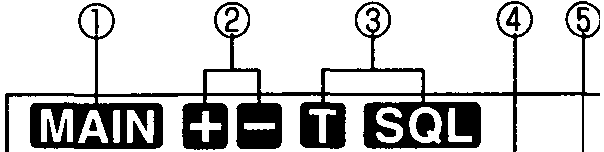 ① ② ③ ④ ⑤
MAIN + − T SQL